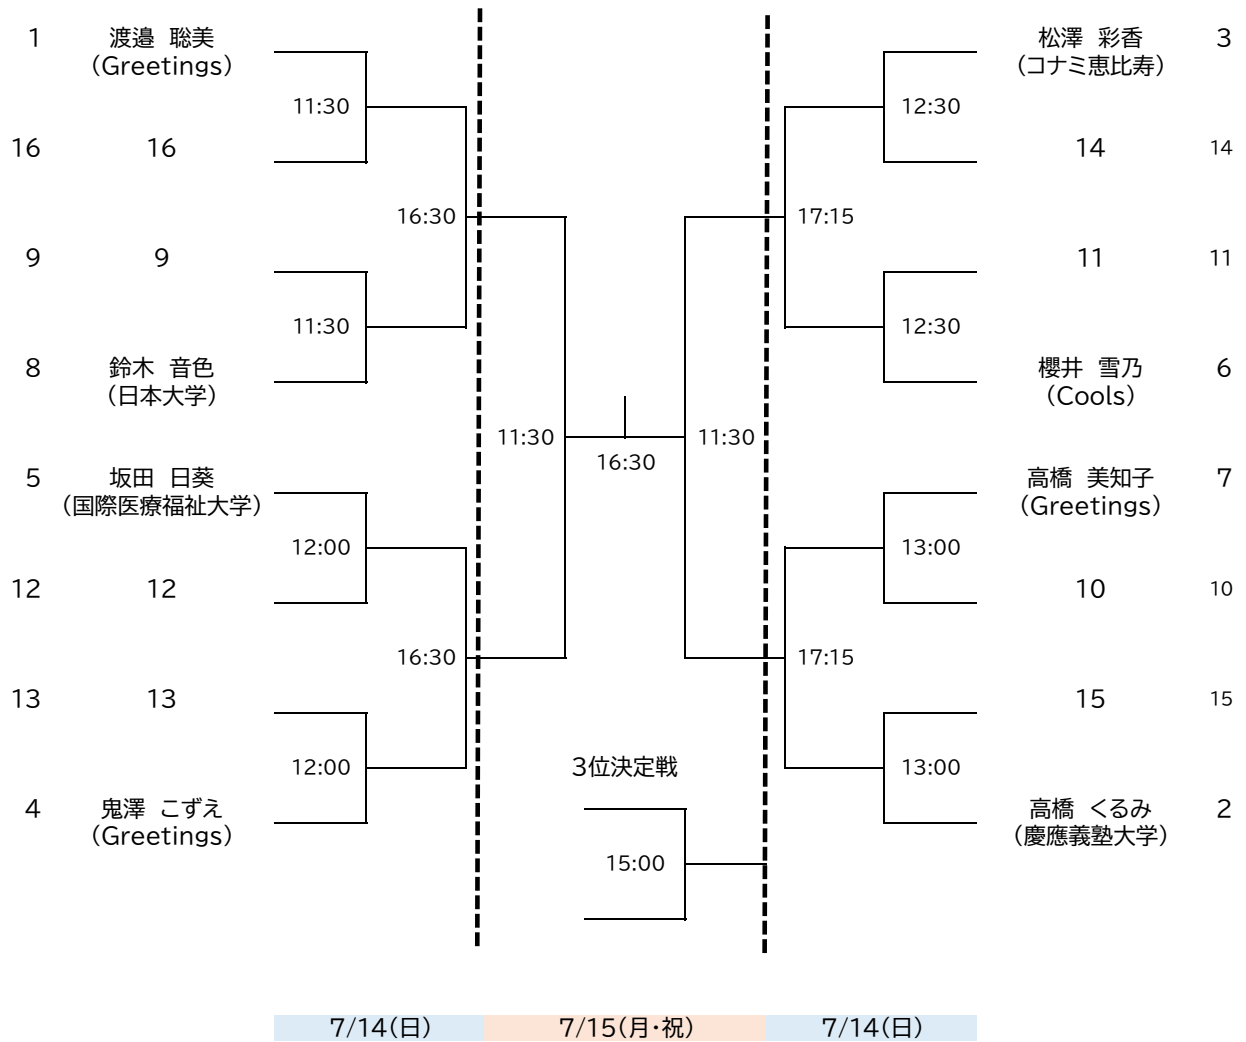 1 渡邉 聡美
（Greetings）
11:30
16 16
16:30
9 9
11:30
8 鈴木 音色
（日本大学）
11:30
5 坂田 日葵
（国際医療福祉大学）
12:00
12 12
16:30
13 13
12:00
4 鬼澤 こずえ
（Greetings）
16:30
3位決定戦
15:00
松澤 彩香 3
（コナミ恵比寿）
12:30
14 14
17:15
11 11
12:30
櫻井 雪乃 6
（Cools）
11:30
高橋 美知子 7
（Greetings）
13:00
10 10
17:15
15 15
13:00
高橋 くるみ 2
（慶應義塾大学）
7/14(日) 7/15(月･祝) 7/14(日)